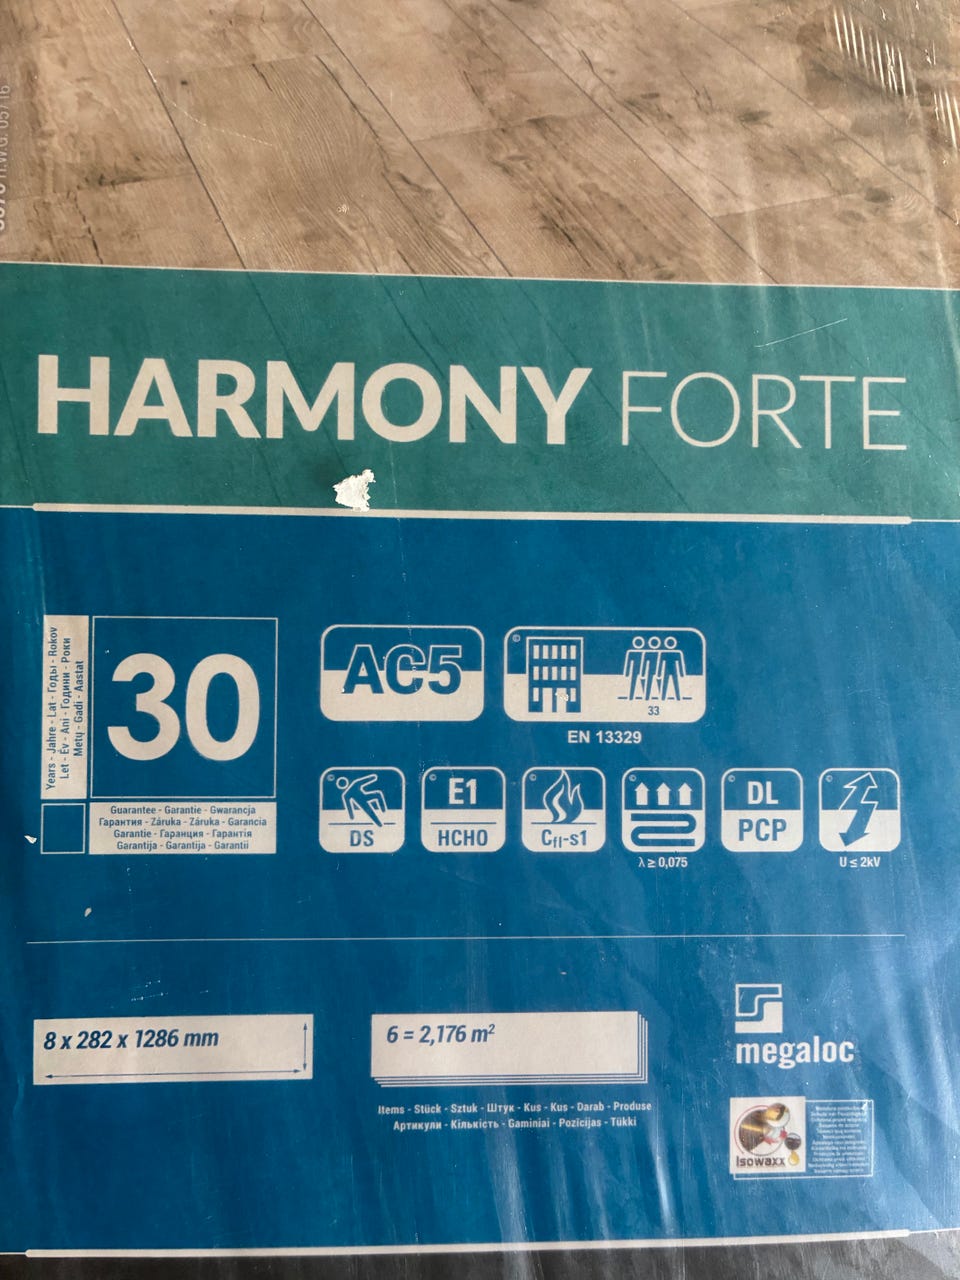 HARMONY FORTE
Years - Jahre - Lat - Годы - Rokov
Let - Év - Ani - Години - Роки
Metų - Gadi - Aastat
30
Guarantee - Garantie - Gwarancja
Гарантия - Záruka - Záruka - Garancia
Garantie - Гаранция - Гарантія
Garantija - Garantija - Garantii
AC5
33
EN 13329
DS
E1
HCHO
Cfl-s1
λ ≥ 0,075
DL
PCP
U ≤ 2kV
8 x 282 x 1286 mm
6 = 2,176 m²
Items - Stück - Sztuk - Штук - Kus - Kus - Darab - Produse
Артикули - Кількість - Gaminiai - Pozīcijas - Tükki
megaloc
Isowaxx